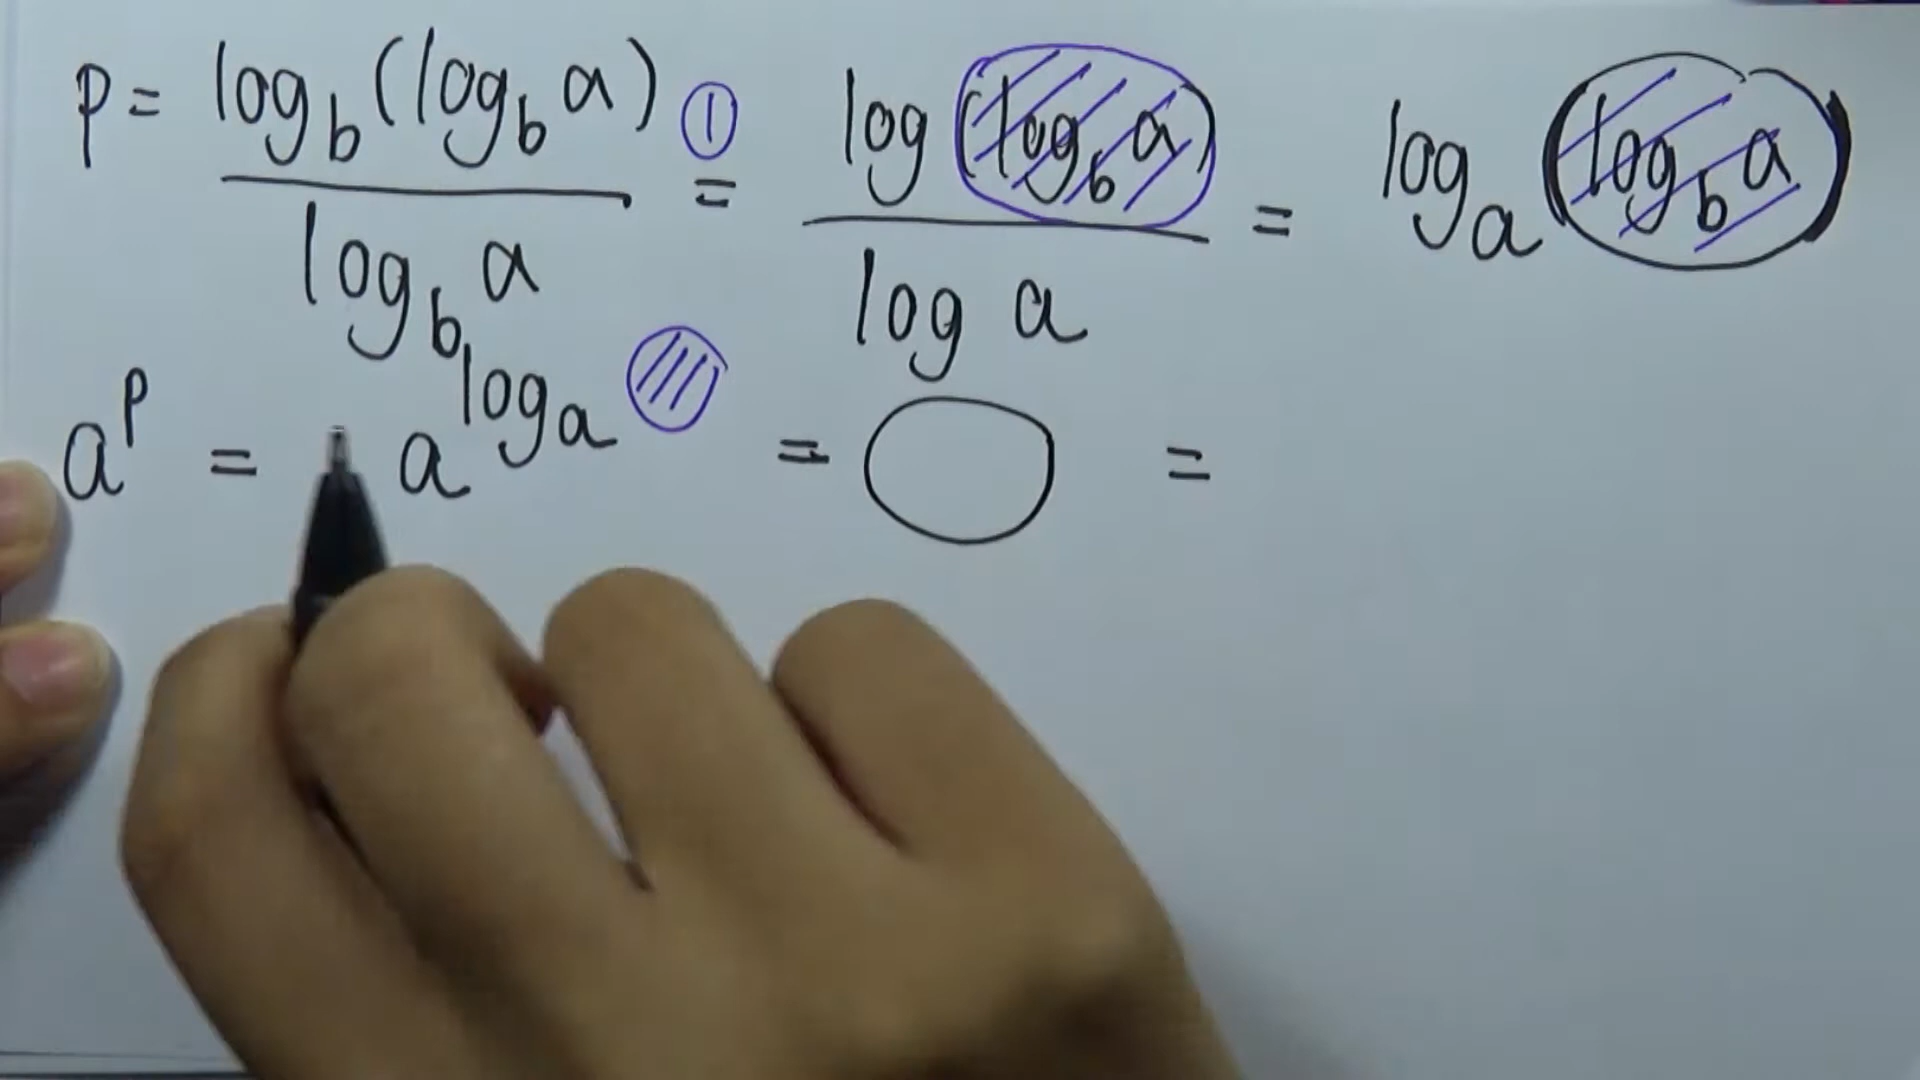 p = log_b(log_b a) / log_b a ① = log(log_b a) / log a = log_a (log_b a)
a^p = a^log_a = =